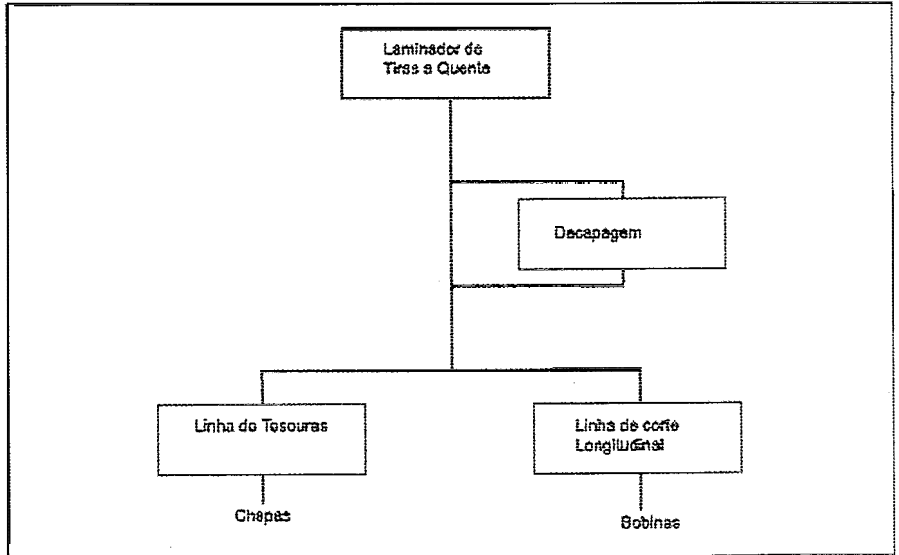 Laminador de
Tiras a Quente
Decapagem
Linha de Tesouras
Linha de corte
Longitudinal
Chapas
Bobinas